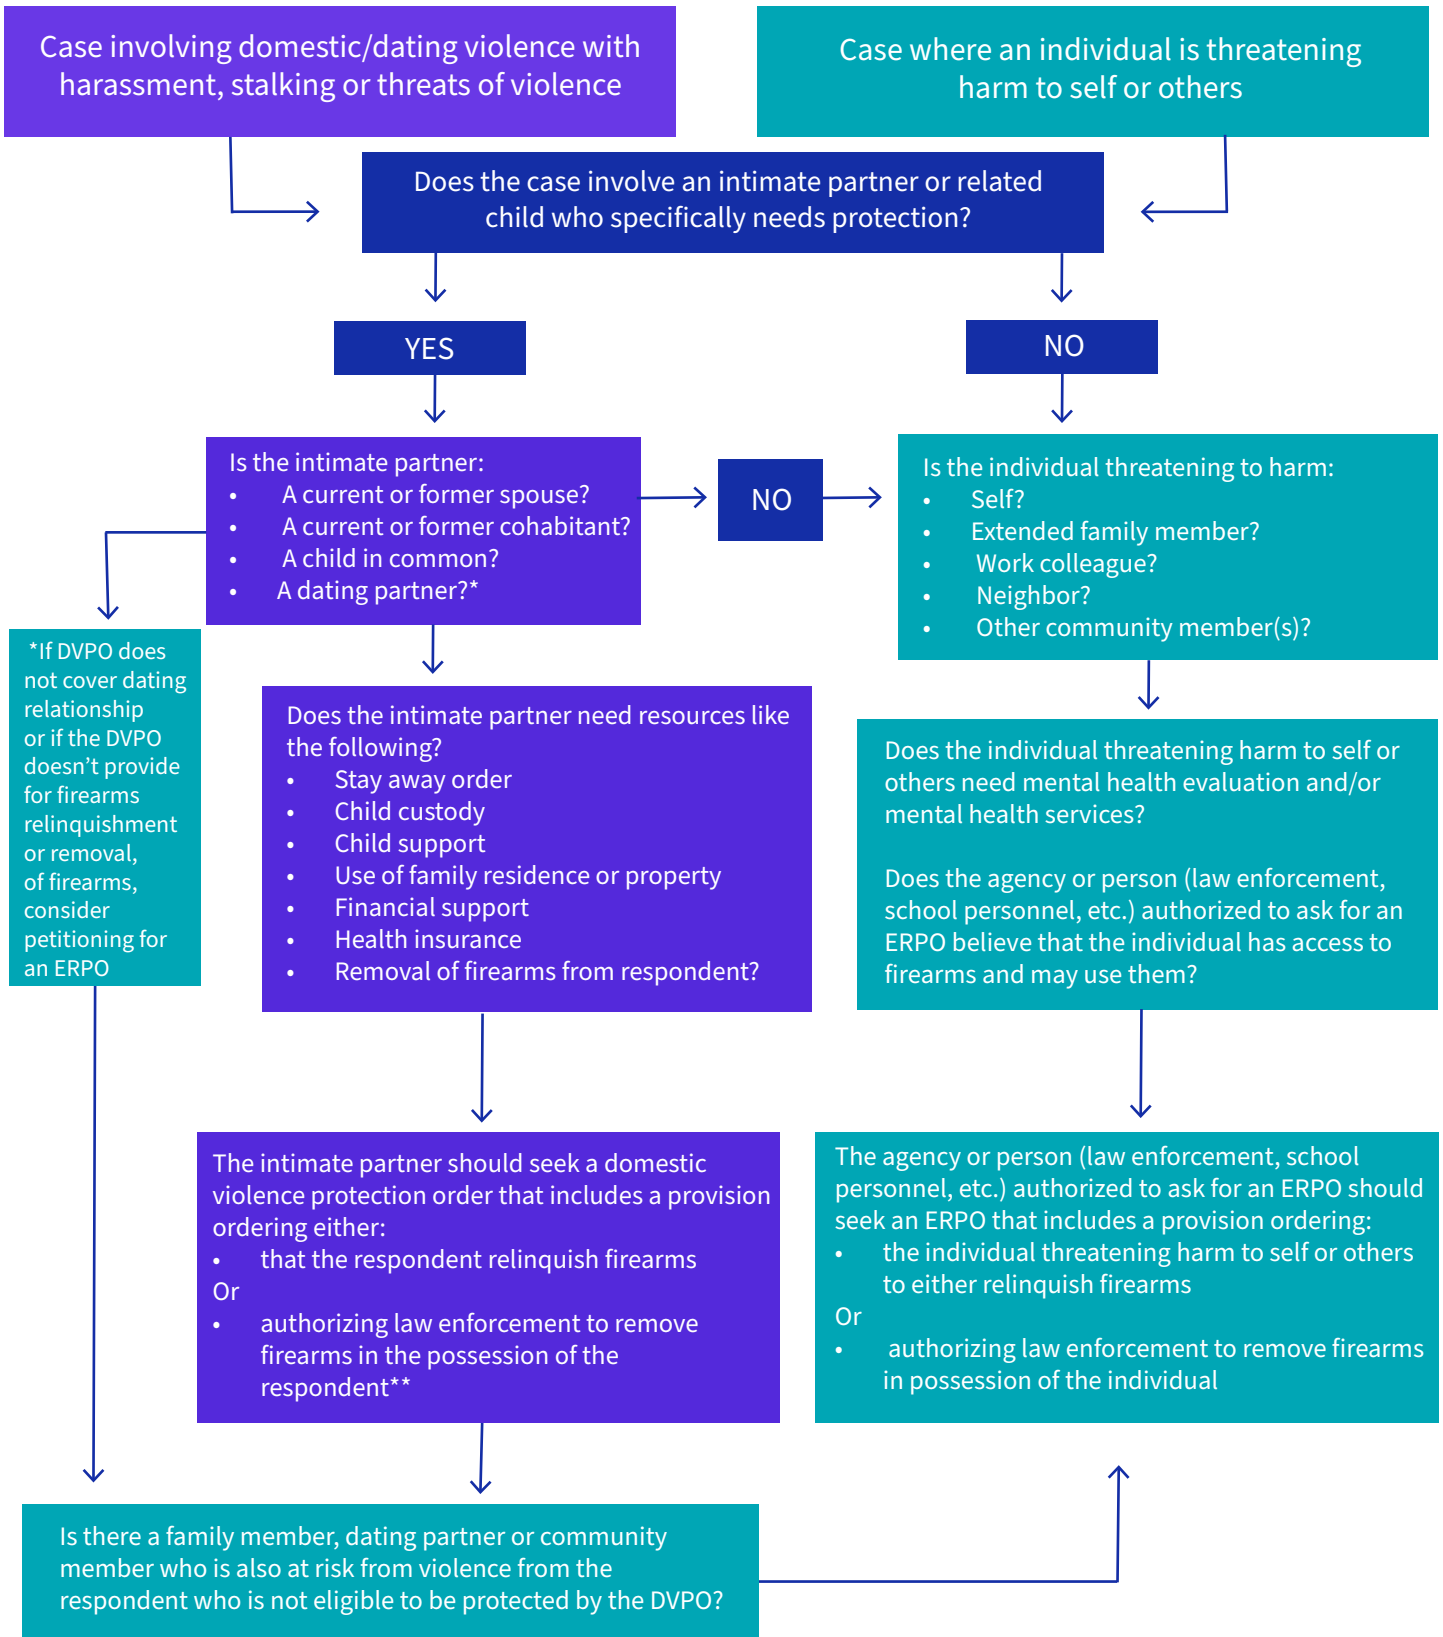 Case involving domestic/dating violence with
harassment, stalking or threats of violence
Case where an individual is threatening
harm to self or others
Does the case involve an intimate partner or related
child who specifically needs protection?
YES
NO
Is the intimate partner:
• A current or former spouse?
• A current or former cohabitant?
• A child in common?
• A dating partner?*
NO
Is the individual threatening to harm:
• Self?
• Extended family member?
• Work colleague?
• Neighbor?
• Other community member(s)?
*If DVPO does
not cover dating
relationship
or if the DVPO
doesn’t provide
for firearms
relinquishment
or removal,
of firearms,
consider
petitioning for
an ERPO
Does the intimate partner need resources like
the following?
• Stay away order
• Child custody
• Child support
• Use of family residence or property
• Financial support
• Health insurance
• Removal of firearms from respondent?
Does the individual threatening harm to self or
others need mental health evaluation and/or
mental health services?
Does the agency or person (law enforcement,
school personnel, etc.) authorized to ask for an
ERPO believe that the individual has access to
firearms and may use them?
The intimate partner should seek a domestic
violence protection order that includes a provision
ordering either:
• that the respondent relinquish firearms
Or
• authorizing law enforcement to remove
firearms in the possession of the
respondent**
The agency or person (law enforcement, school
personnel, etc.) authorized to ask for an ERPO should
seek an ERPO that includes a provision ordering:
• the individual threatening harm to self or others
to either relinquish firearms
Or
• authorizing law enforcement to remove firearms
in possession of the individual
Is there a family member, dating partner or community
member who is also at risk from violence from the
respondent who is not eligible to be protected by the DVPO?